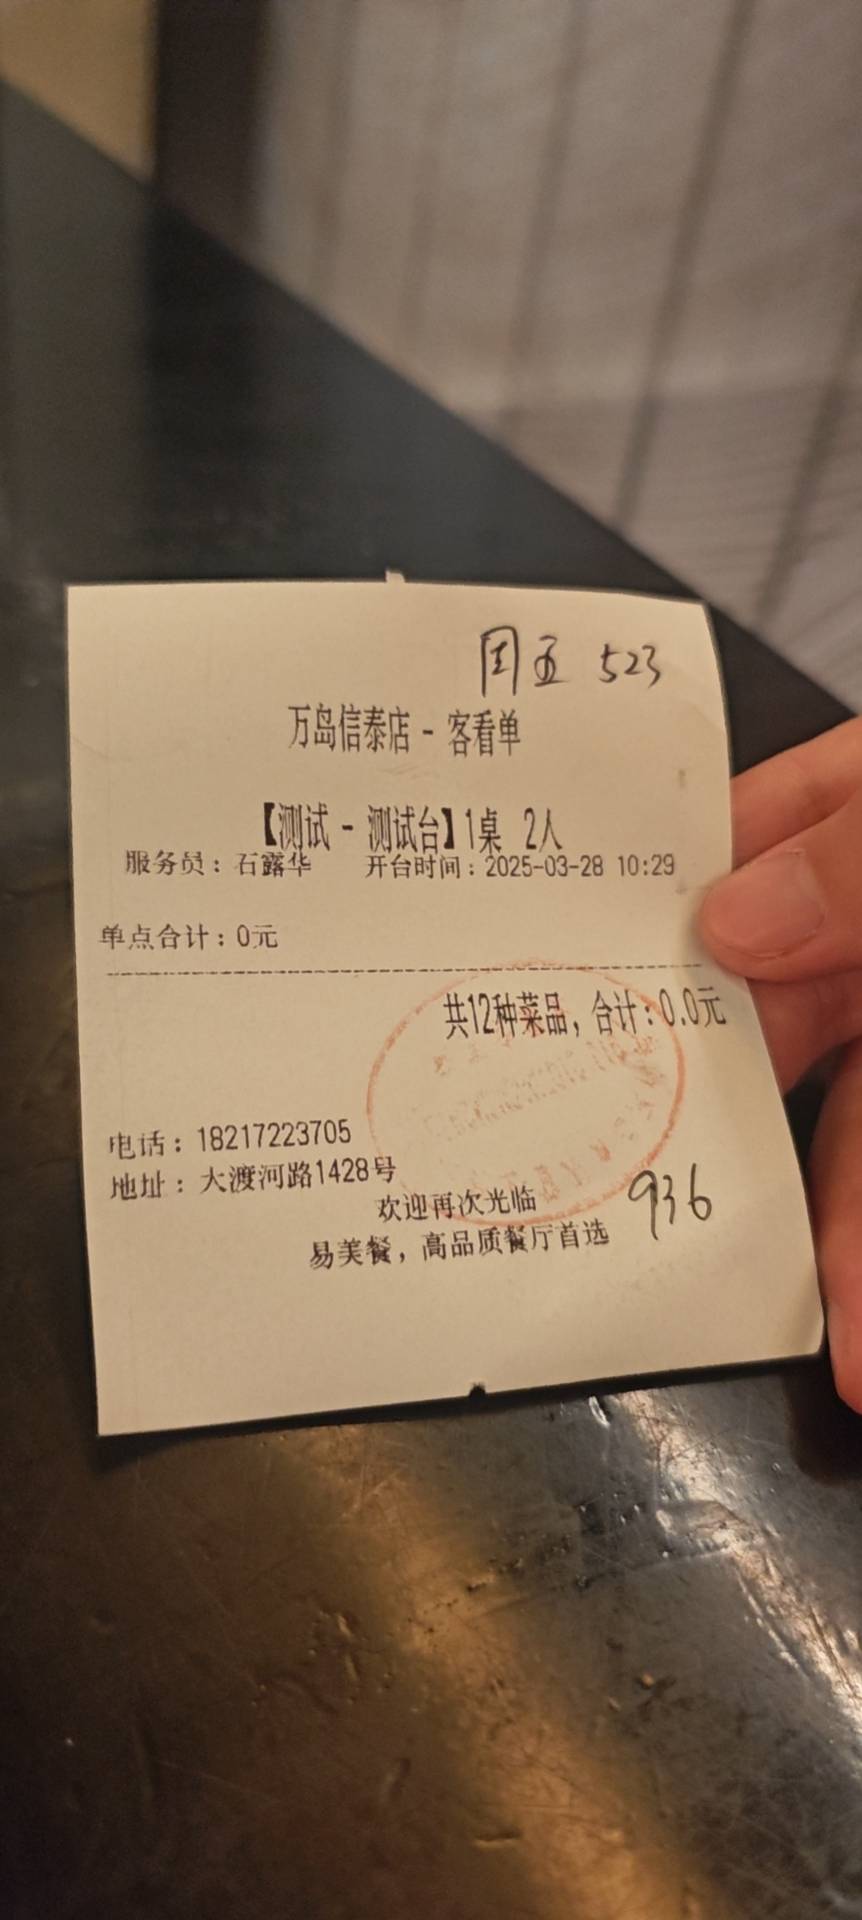 周五 523
万岛信泰店 - 客看单
【测试 - 测试台】1桌 2人
服务员：石露华 开台时间：2025-03-28 10:29
单点合计：0元
共12种菜品，合计：0.0元
电话：18217223705
地址：大渡河路1428号
欢迎再次光临
936
易美餐，高品质餐厅首选